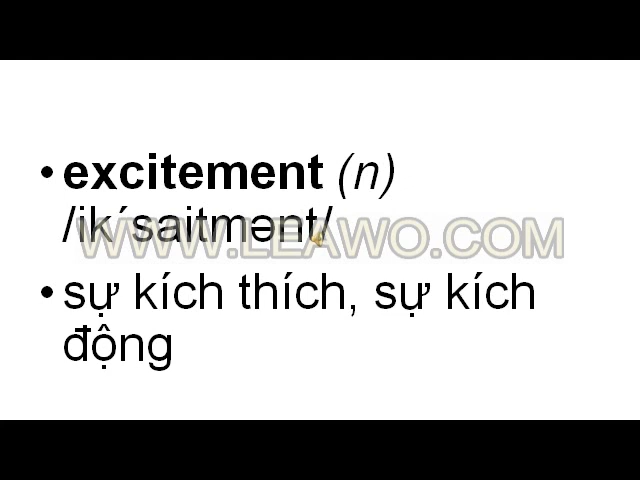 • excitement (n)
/ik´saitmənt/
WWW.LEAWO.COM
• sự kích thích, sự kích
động